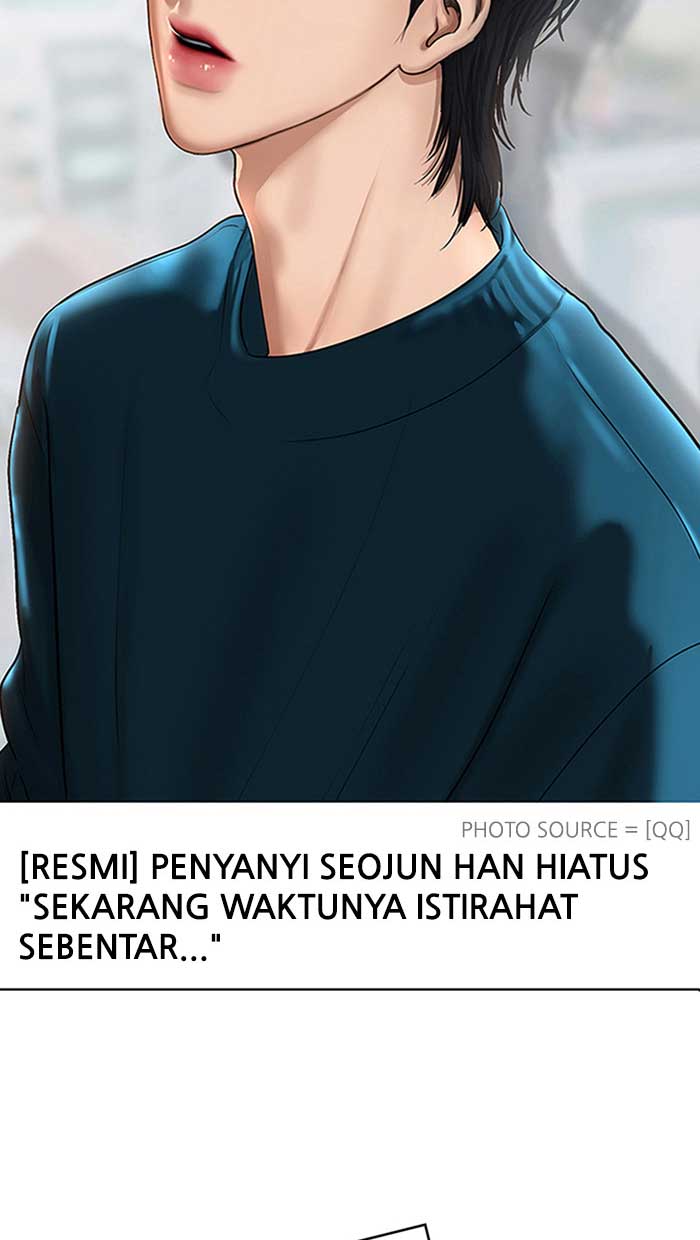 PHOTO SOURCE = [QQ]
[RESMI] PENYANYI SEOJUN HAN HIATUS
"SEKARANG WAKTUNYA ISTIRAHAT
SEBENTAR..."